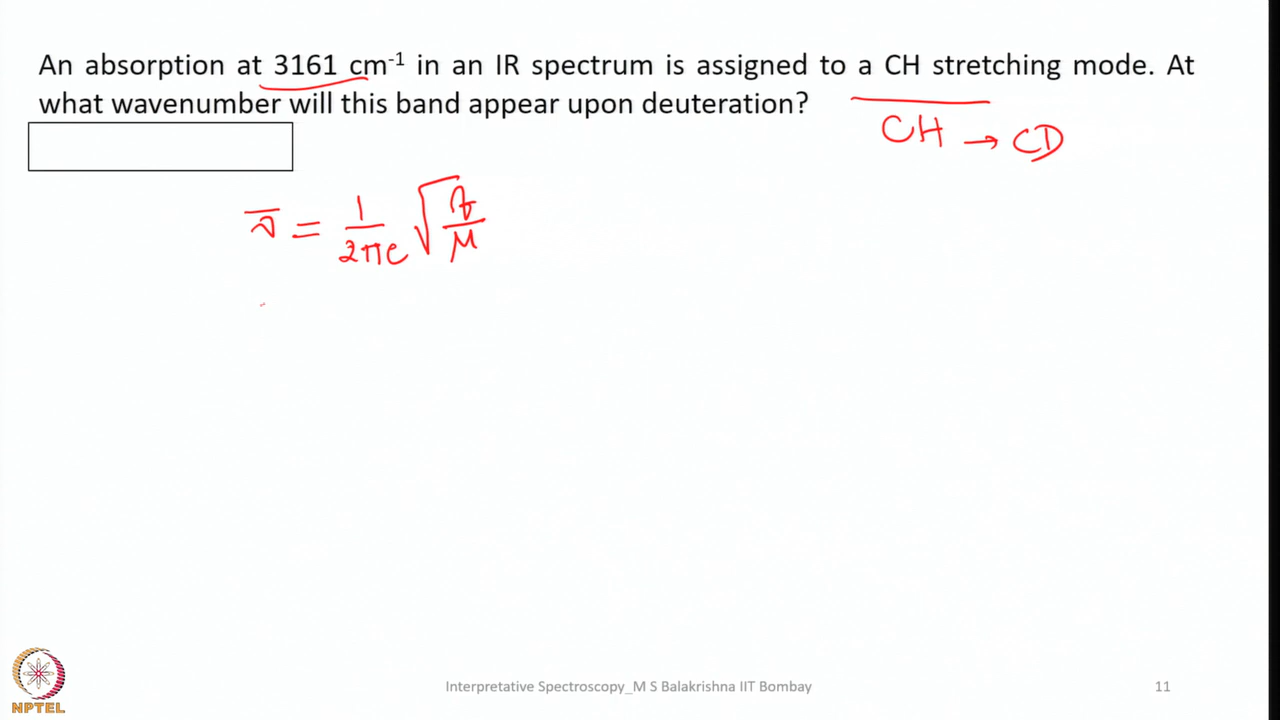 An absorption at 3161 cm⁻¹ in an IR spectrum is assigned to a CH stretching mode. At
what wavenumber will this band appear upon deuteration?
CH → CD
ν̅ = 1/2πc √f/μ
NPTEL
Interpretative Spectroscopy_M S Balakrishna IIT Bombay
11